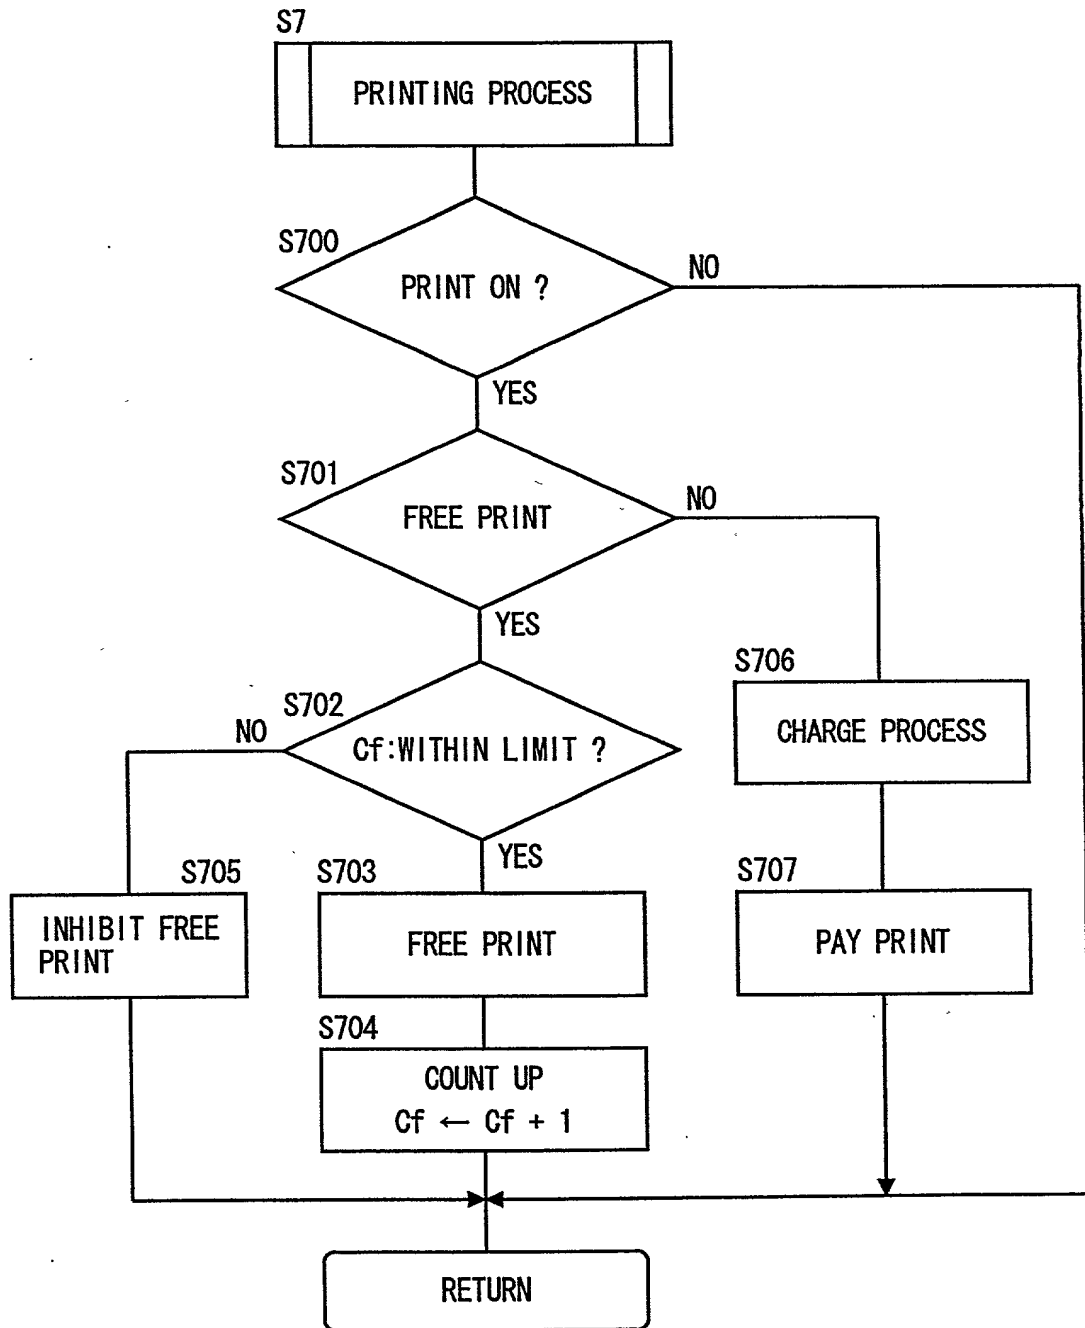 S7
PRINTING PROCESS
S700
PRINT ON ?
NO
YES
S701
FREE PRINT
NO
YES
S702
NO
Cf:WITHIN LIMIT ?
YES
S706
CHARGE PROCESS
S705
INHIBIT FREE
PRINT
S703
FREE PRINT
S707
PAY PRINT
S704
COUNT UP
Cf ← Cf + 1
RETURN